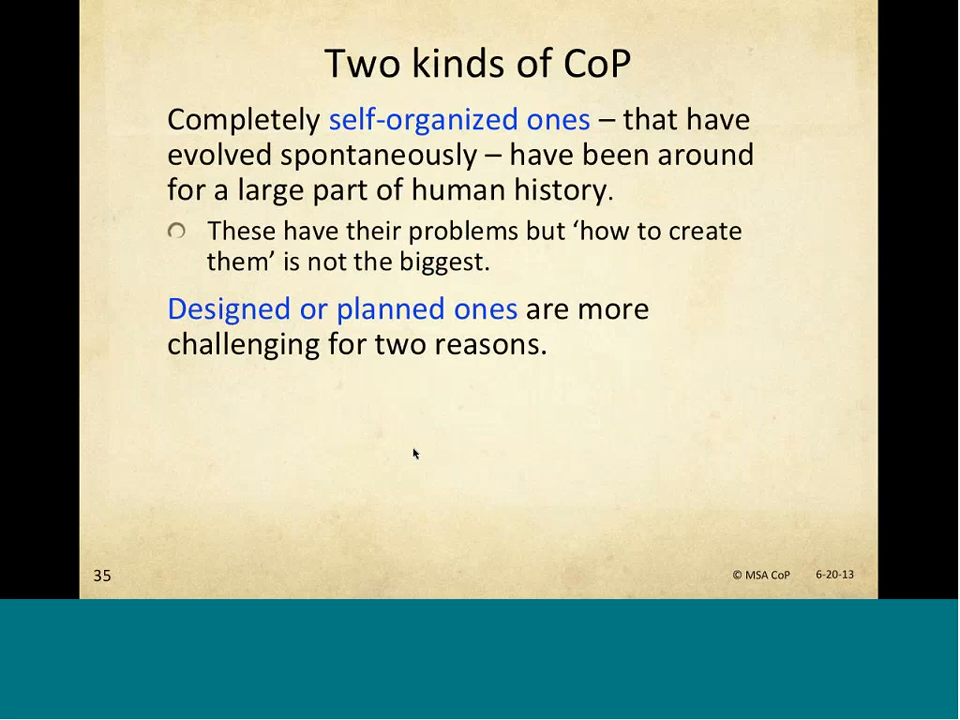 Two kinds of CoP
Completely self-organized ones – that have
evolved spontaneously – have been around
for a large part of human history.
These have their problems but ‘how to create
them’ is not the biggest.
Designed or planned ones are more
challenging for two reasons.
35
© MSA CoP 6-20-13